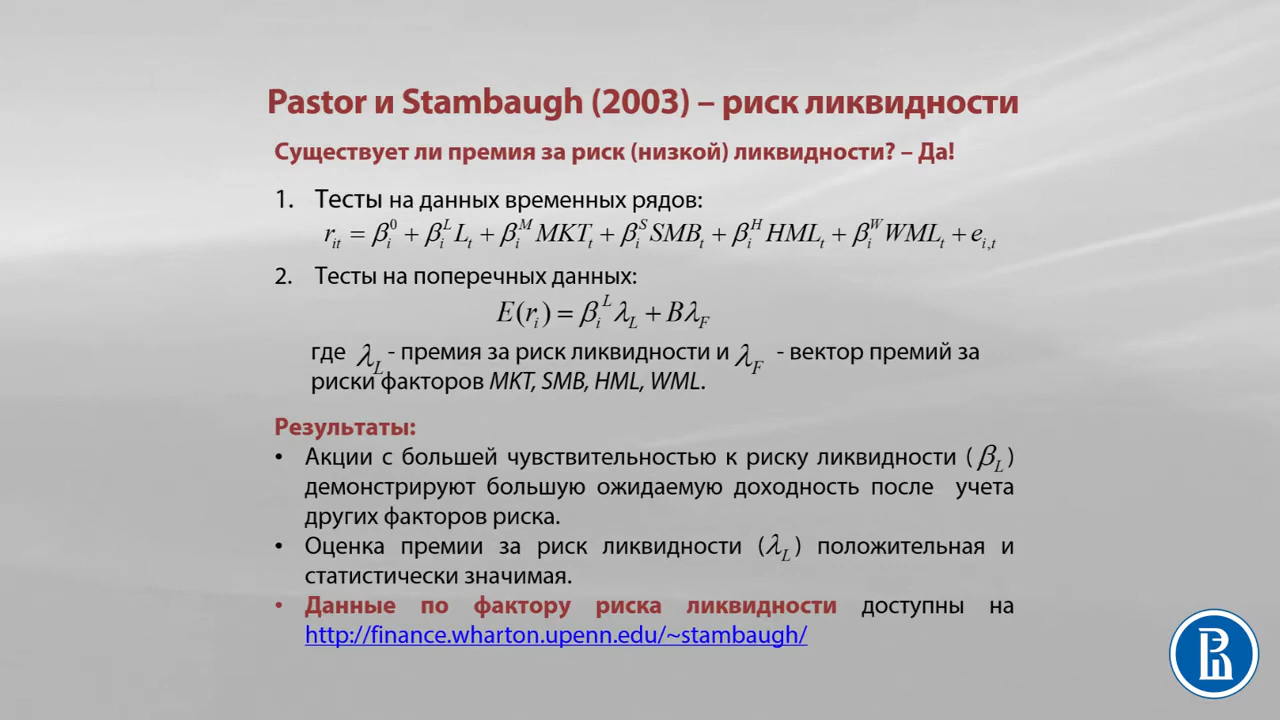 Pastor и Stambaugh (2003) – риск ликвидности
Существует ли премия за риск (низкой) ликвидности? – Да!
1. Тесты на данных временных рядов:
r_{it} = β_i^0 + β_i^L L_t + β_i^M MKT_t + β_i^S SMB_t + β_i^H HML_t + β_i^W WML_t + e_{i,t}
2. Тесты на поперечных данных:
E(r_i) = β_i^L λ_L + Bλ_F
где λ_L - премия за риск ликвидности и λ_F - вектор премий за
риски факторов MKT, SMB, HML, WML.
Результаты:
• Акции с большей чувствительностью к риску ликвидности ( β_L )
демонстрируют большую ожидаемую доходность после учета
других факторов риска.
• Оценка премии за риск ликвидности (λ_L ) положительная и
статистически значимая.
• Данные по фактору риска ликвидности доступны на
http://finance.wharton.upenn.edu/~stambaugh/